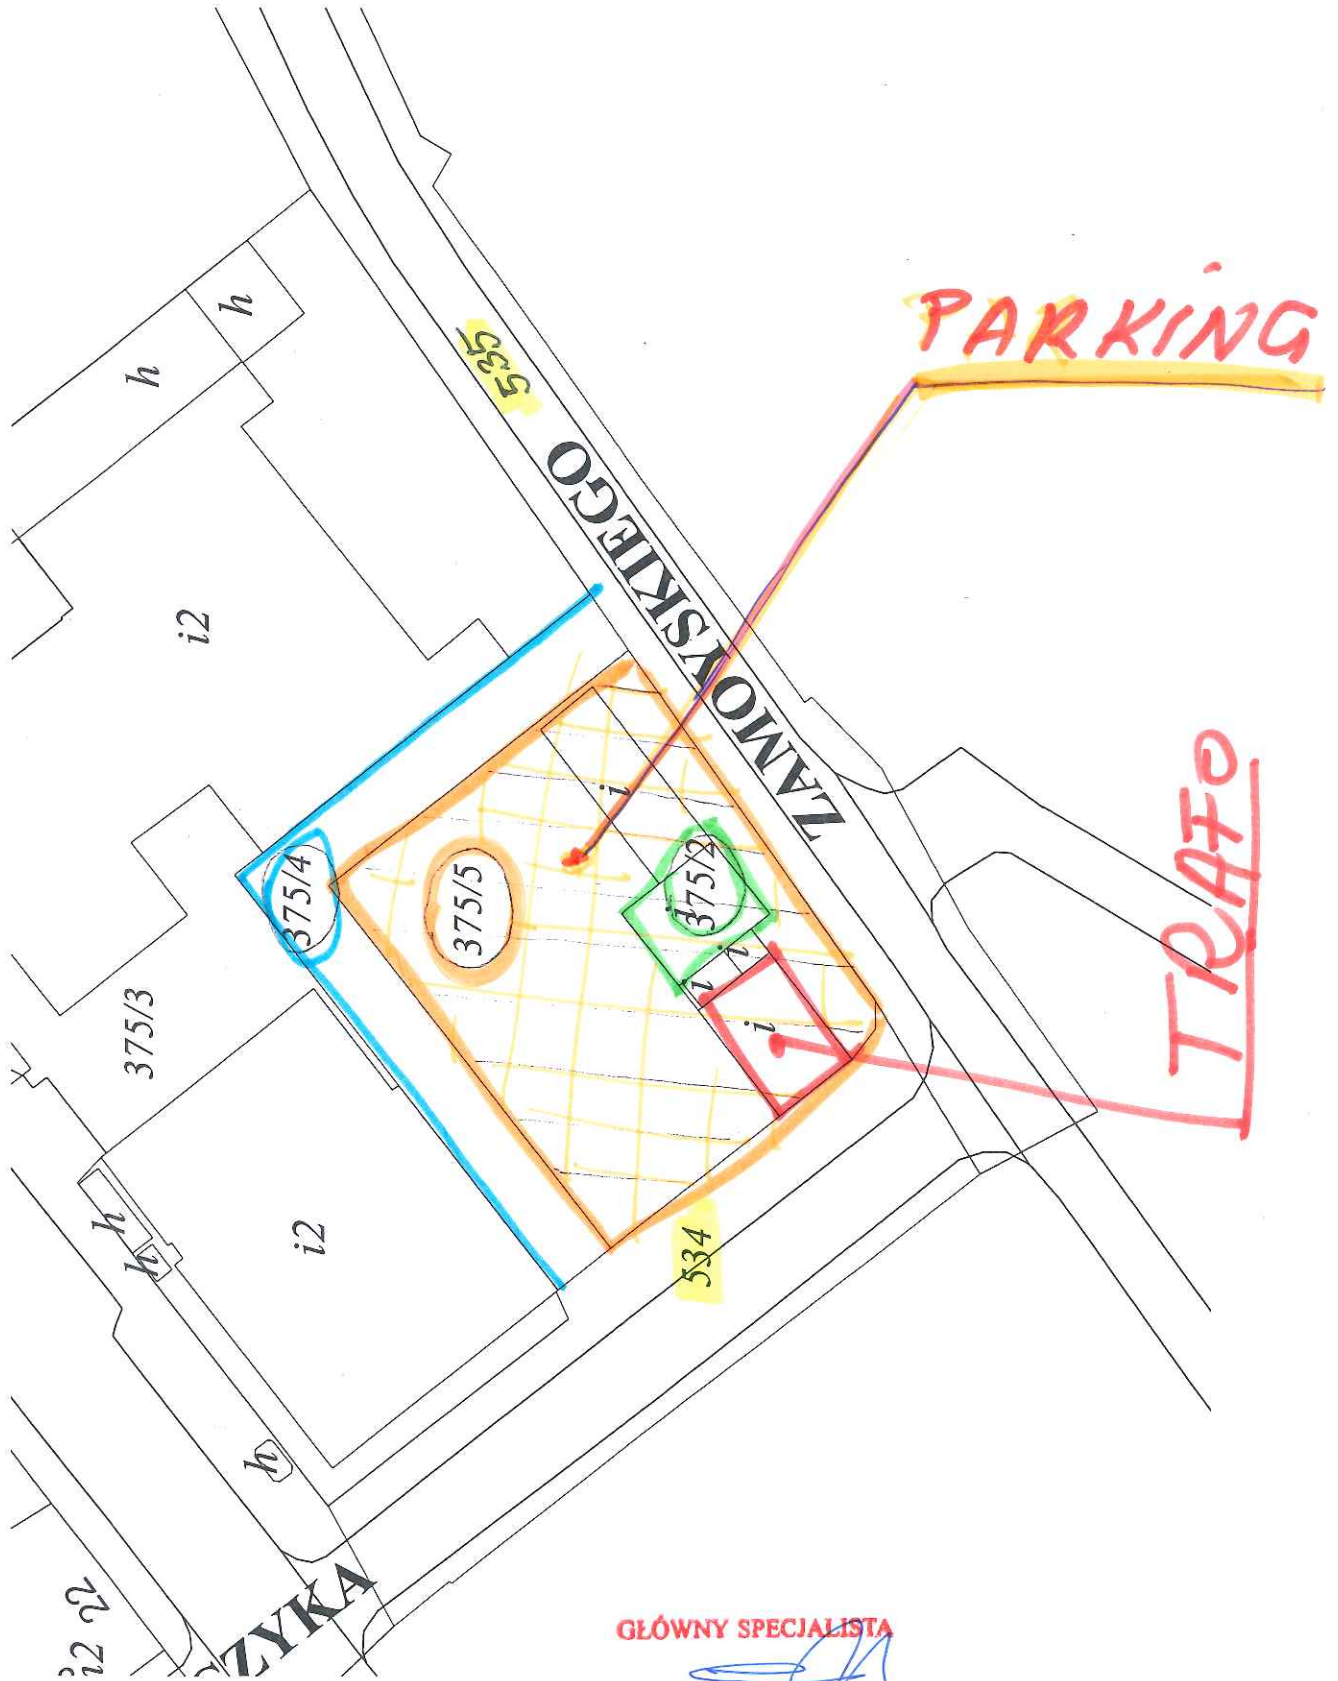 PARKING
h
h
535
ZAMOYSKIEGO
i2
i
375/4
375/5
375/2
i
i
i
i
TRAFO
375/3
h
h
i2
534
h
i2
ZYKA
GŁÓWNY SPECJALISTA